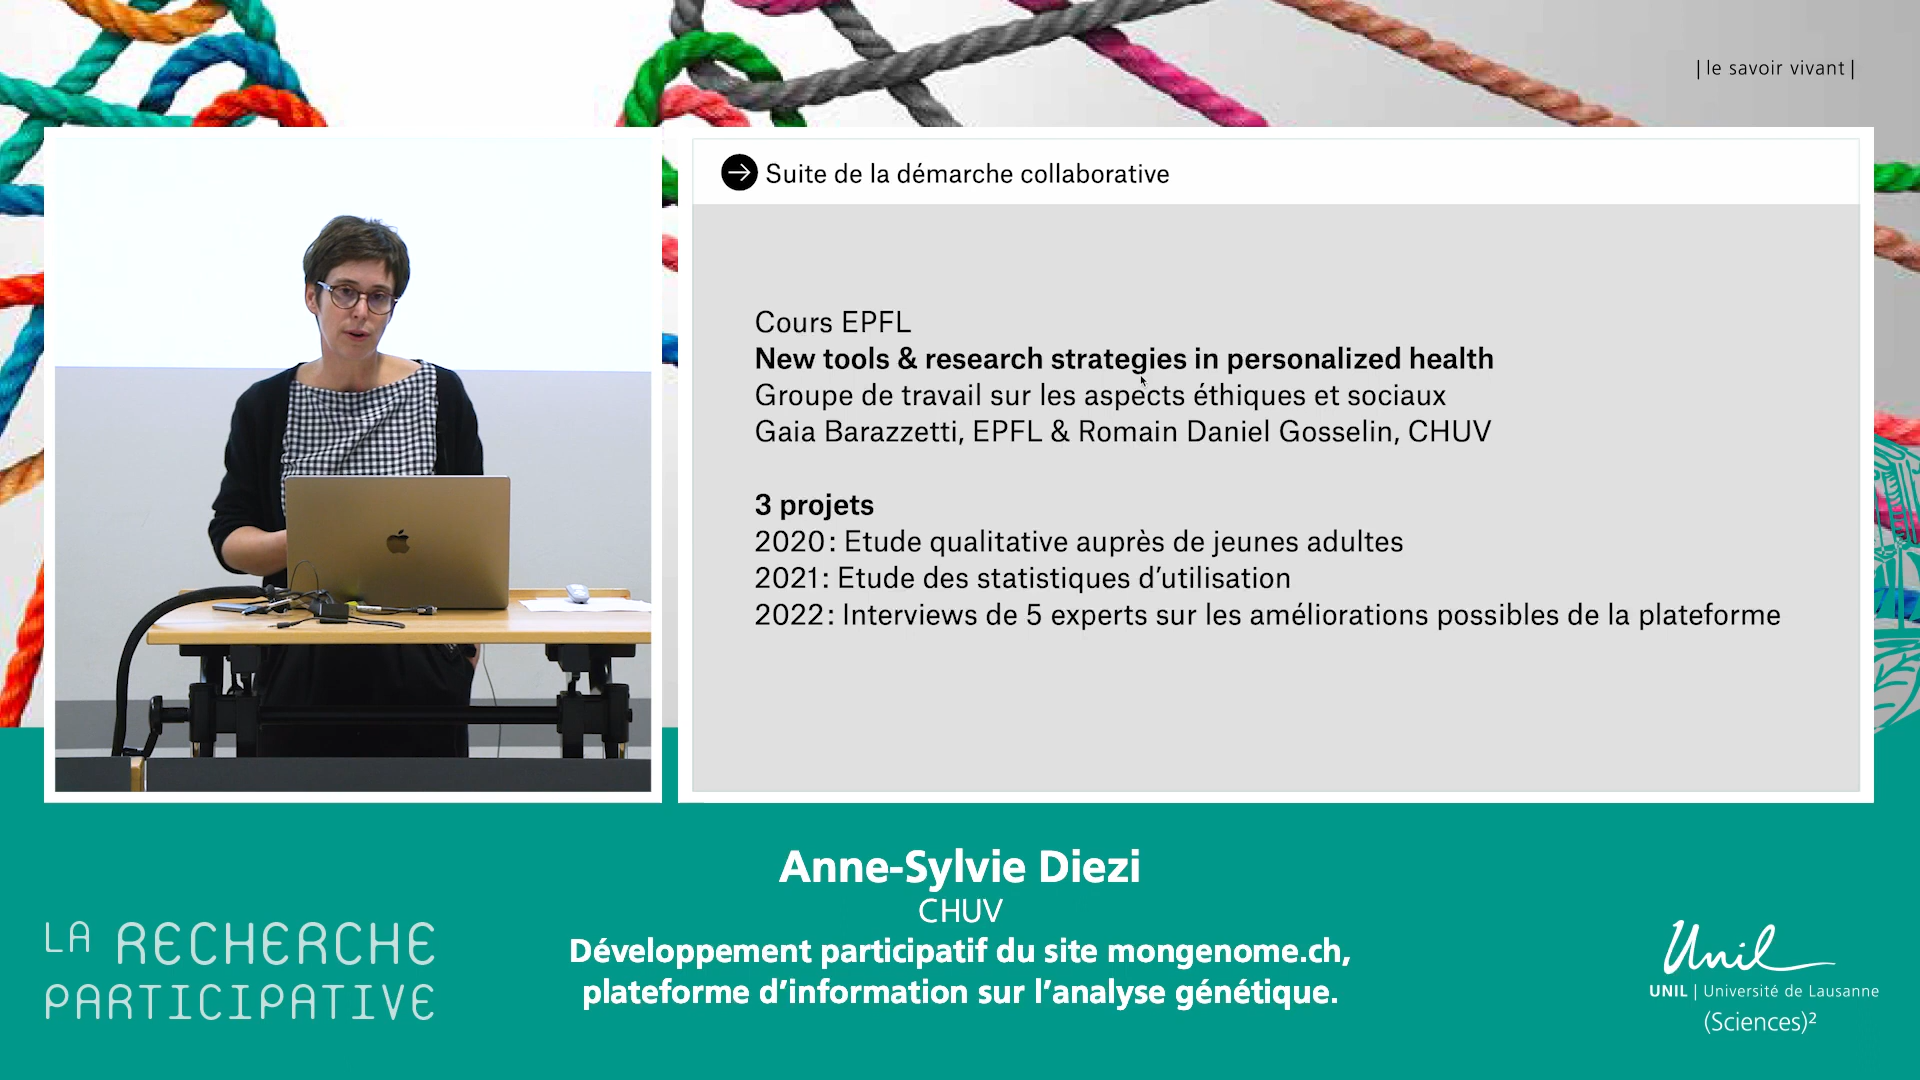 |le savoir vivant|
Suite de la démarche collaborative
Cours EPFL
New tools & research strategies in personalized health
Groupe de travail sur les aspects éthiques et sociaux
Gaia Barazzetti, EPFL & Romain Daniel Gosselin, CHUV
3 projets
2020: Etude qualitative auprès de jeunes adultes
2021: Etude des statistiques d’utilisation
2022: Interviews de 5 experts sur les améliorations possibles de la plateforme
Anne-Sylvie Diezi
CHUV
Développement participatif du site mongenome.ch,
plateforme d’information sur l’analyse génétique.
LA RECHERCHE
PARTICIPATIVE
Unil
UNIL | Université de Lausanne
(Sciences)²